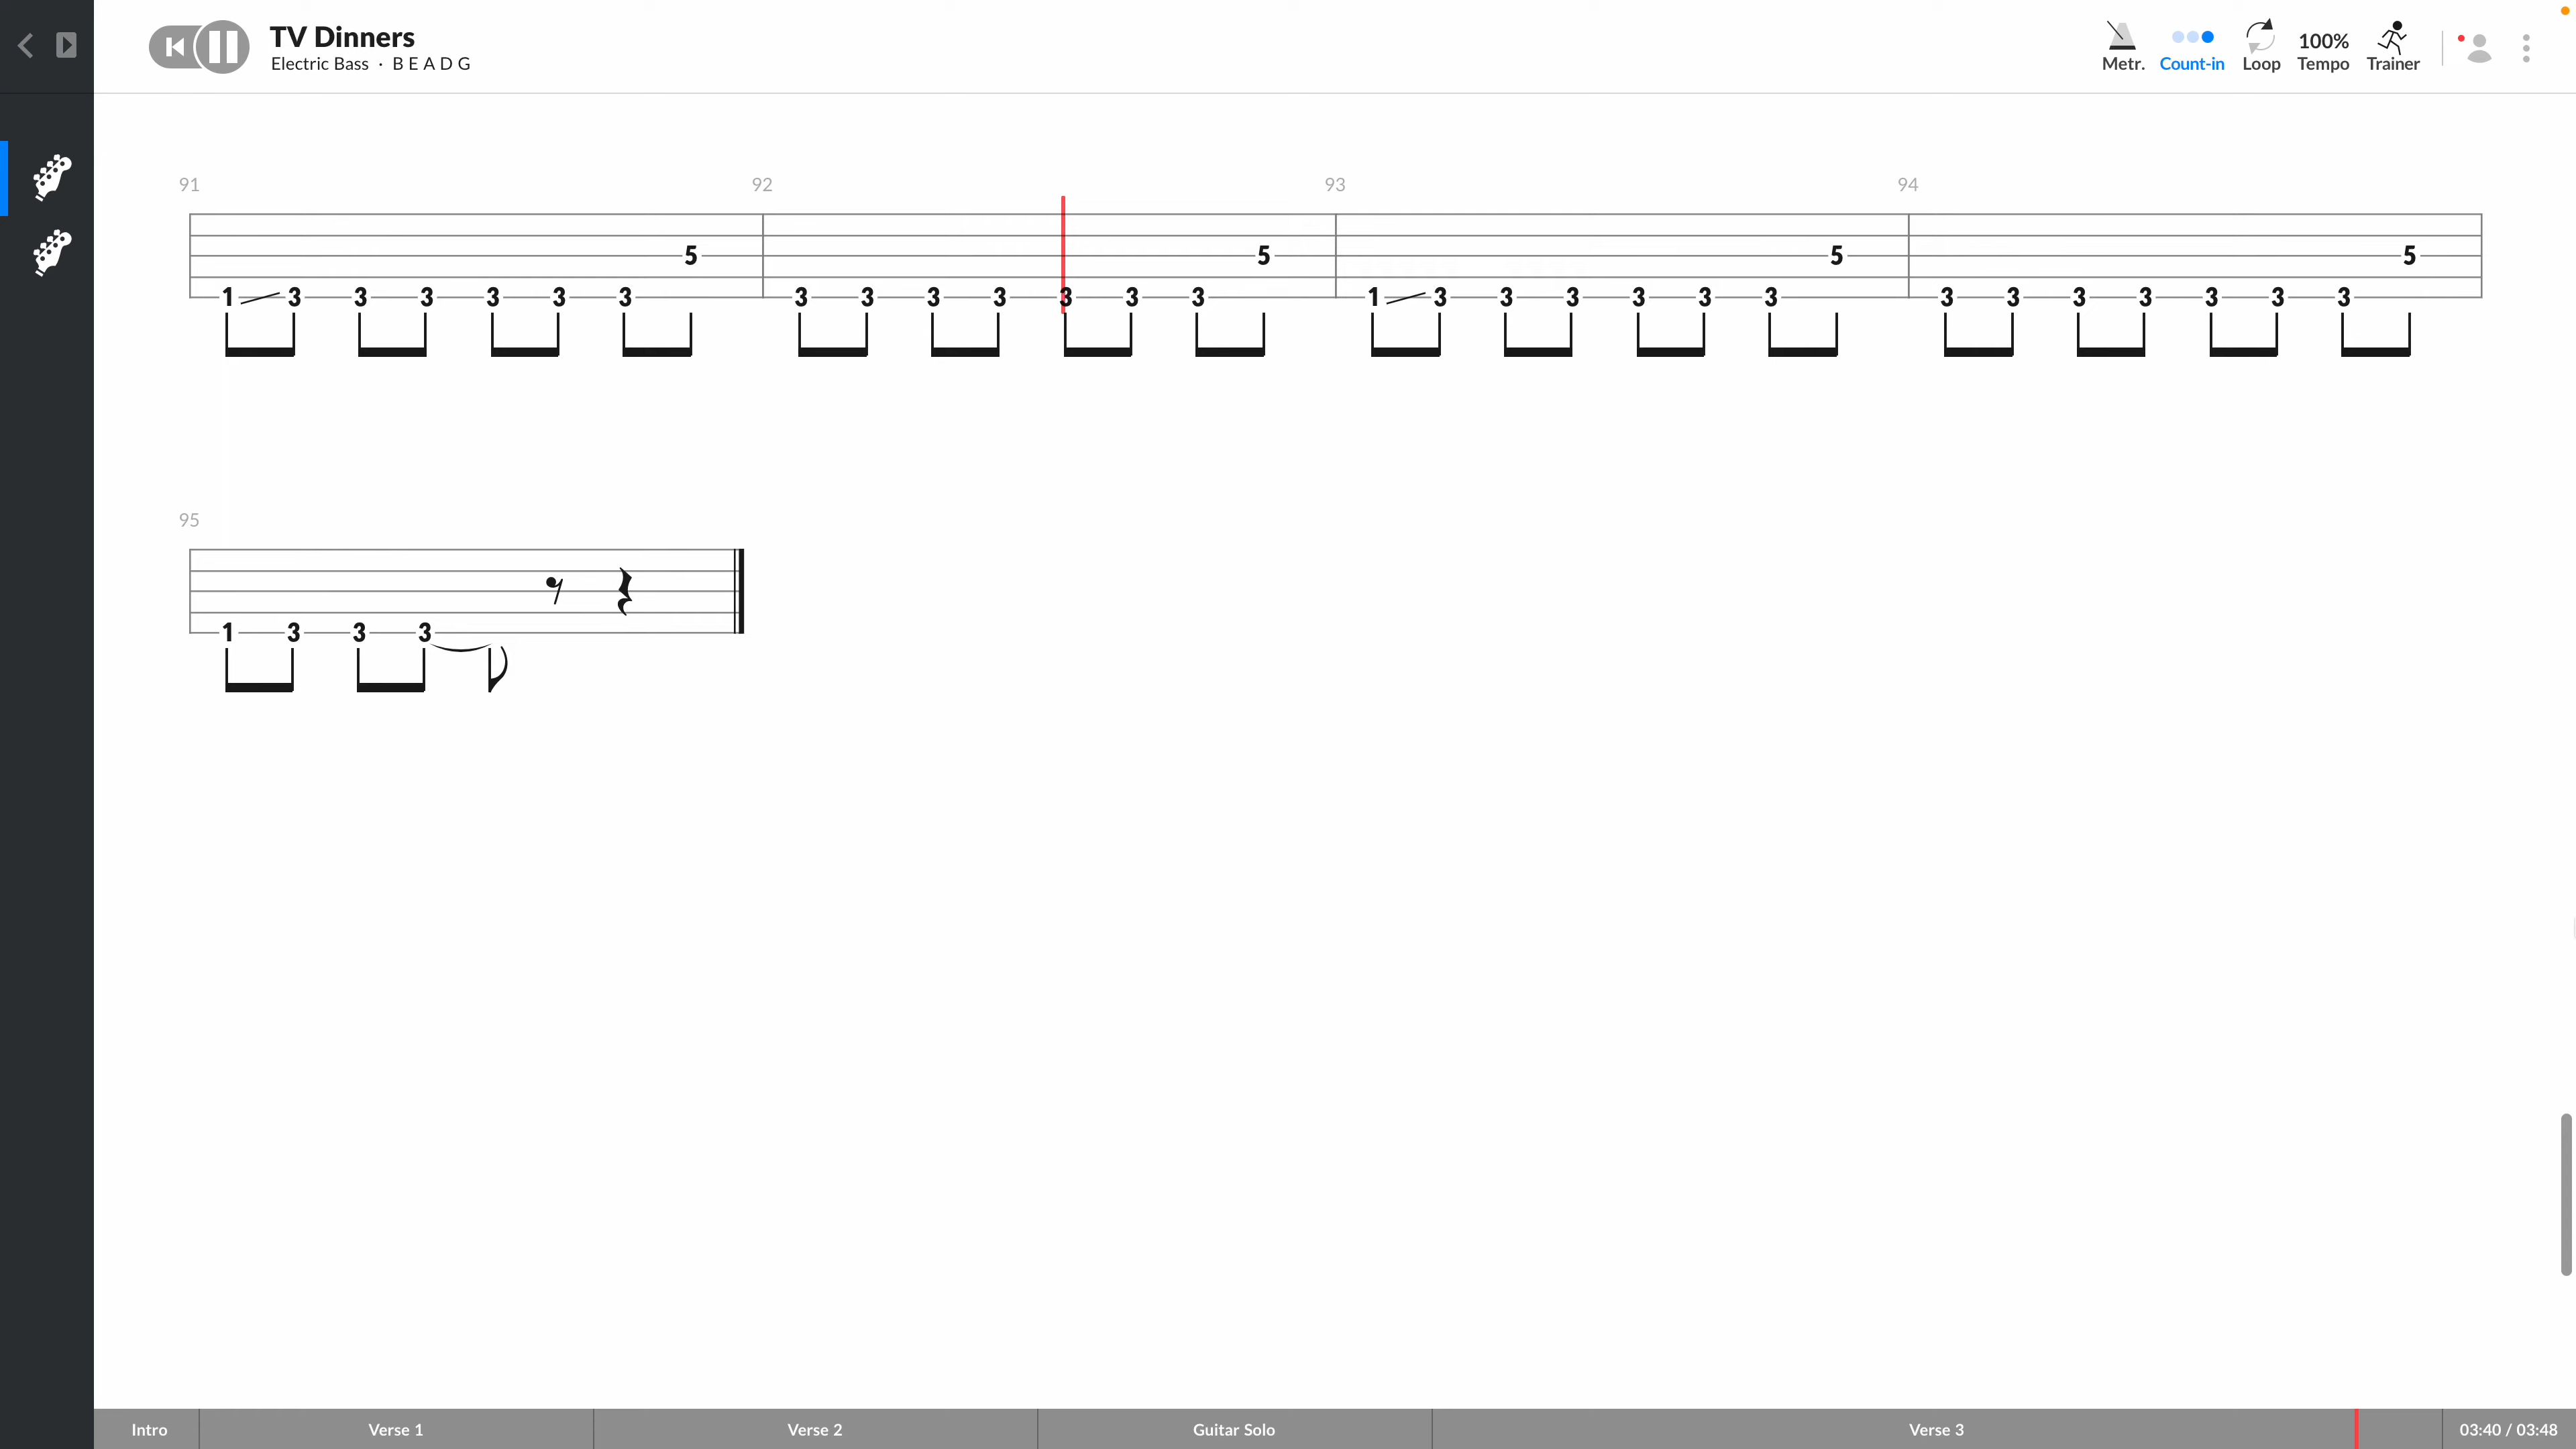 TV Dinners
Electric Bass · B E A D G
Metr.
Count-in
Loop
100%
Tempo
Trainer
91 92 93 94
5 5 5 5
1 3 3 3 3 3 3 3 3 3 3 3 3 3 1 3 3 3 3 3 3 3 3 3 3 3 3 3
95
1 3 3 3
Intro Verse 1 Verse 2 Guitar Solo Verse 3 03:40 / 03:48